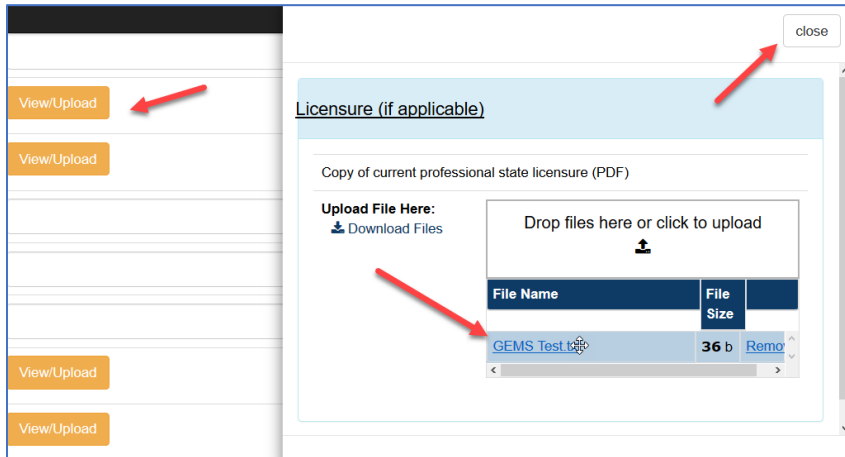 close
View/Upload
View/Upload
View/Upload
View/Upload
Licensure (if applicable)
Copy of current professional state licensure (PDF)
Upload File Here:
Download Files
Drop files here or click to upload
File Name
File
Size
GEMS Test.t
36 b
Remov